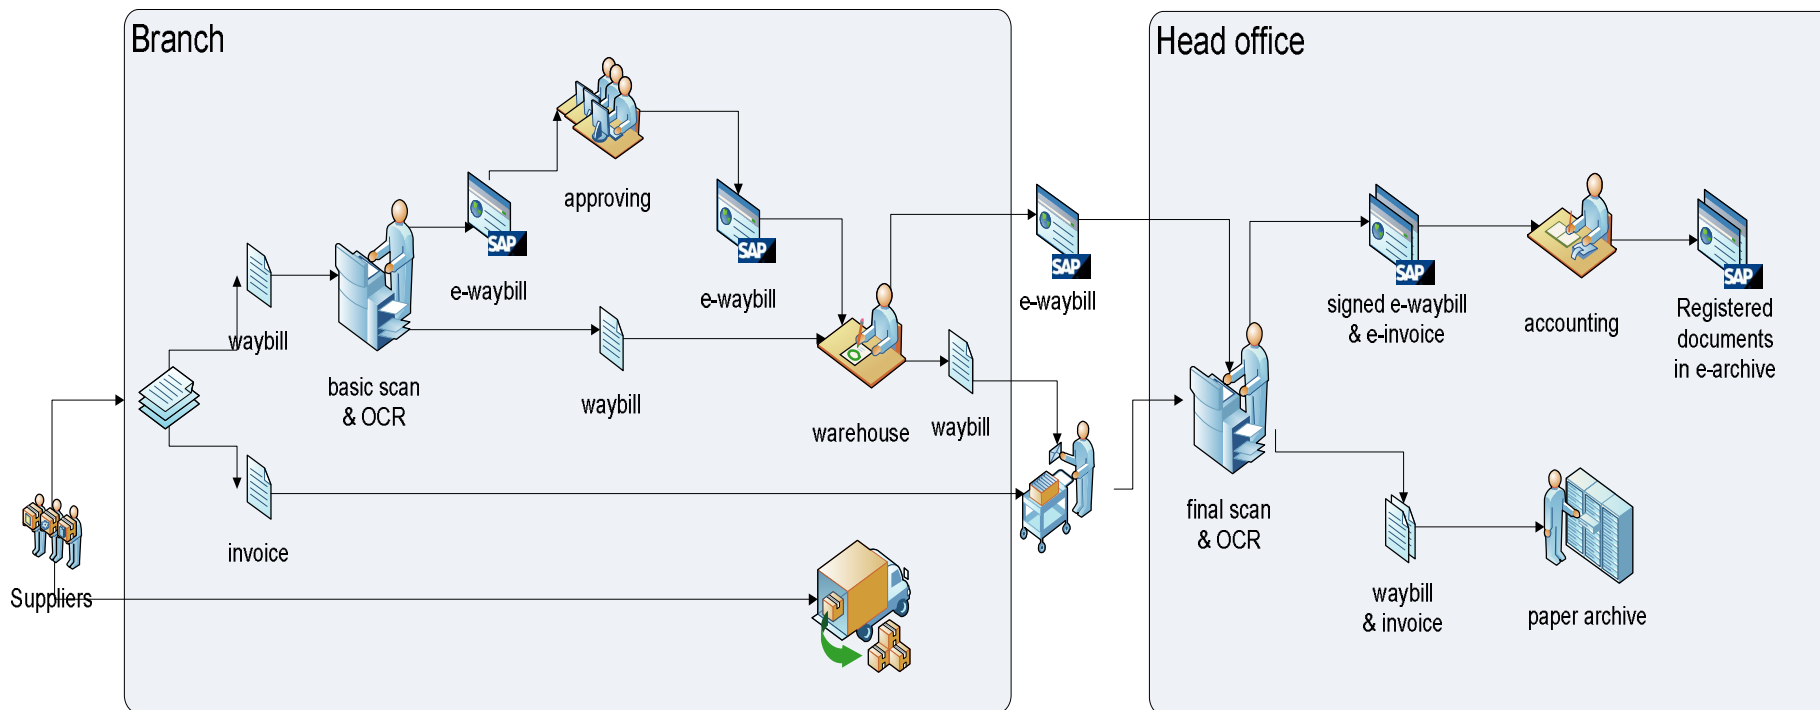 Branch
Head office
approving
SAP
e-waybill
SAP
e-waybill
SAP
e-waybill
SAP
signed e-waybill
& e-invoice
accounting
SAP
Registered
documents
in e-archive
waybill
basic scan
& OCR
waybill
warehouse
waybill
invoice
Suppliers
final scan
& OCR
waybill
& invoice
paper archive